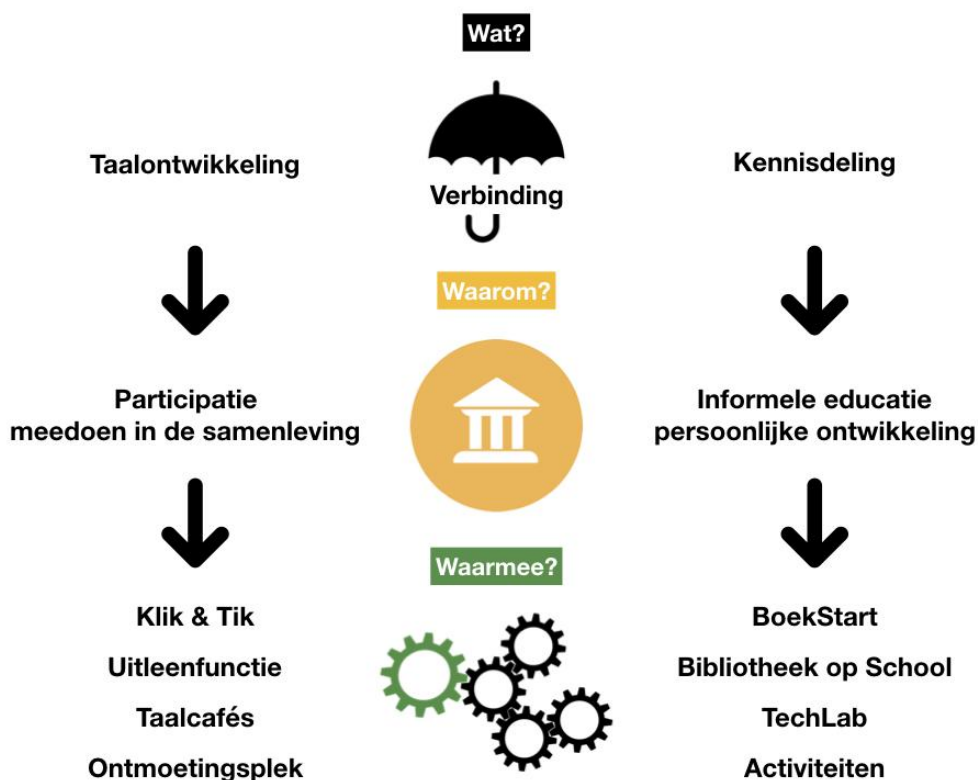 Wat?
Taalontwikkeling
Verbinding
Kennisdeling
Waarom?
Participatie
meedoen in de samenleving
Informele educatie
persoonlijke ontwikkeling
Waarmee?
Klik & Tik
Uitleenfunctie
Taalcafés
Ontmoetingsplek
BoekStart
Bibliotheek op School
TechLab
Activiteiten